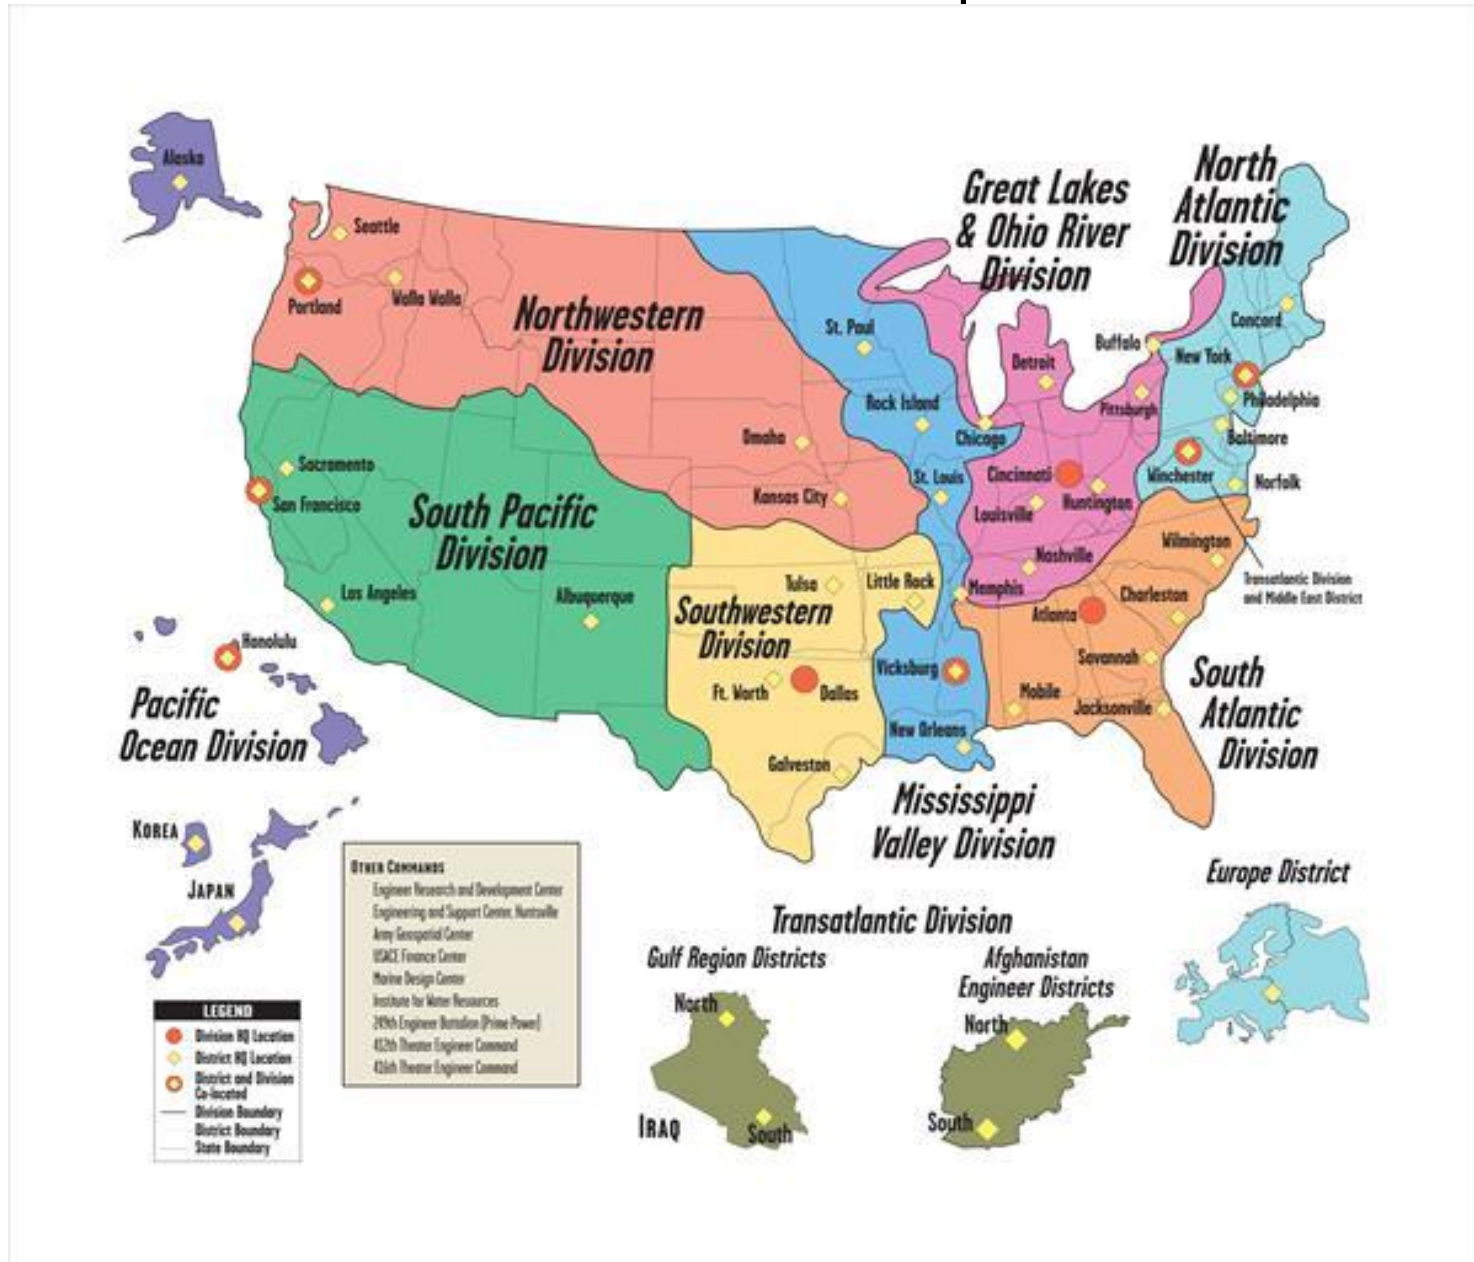 Alaska
Seattle
Portland
Walla Walla
Northwestern
Division
Omaha
Kansas City
Great Lakes
& Ohio River
Division
North
Atlantic
Division
St. Paul
Rock Island
St. Louis
Chicago
Detroit
Buffalo
Pittsburgh
Cincinnati
Louisville
Huntington
Nashville
Concord
New York
Philadelphia
Baltimore
Winchester
Norfolk
Transatlantic Division
and Middle East District
Sacramento
San Francisco
South Pacific
Division
Los Angeles
Albuquerque
Tulsa
Little Rock
Southwestern
Division
Ft. Worth
Dallas
Galveston
Memphis
Vicksburg
New Orleans
Mississippi
Valley Division
Wilmington
Charleston
Atlanta
Savannah
Mobile
Jacksonville
South
Atlantic
Division
Honolulu
Pacific
Ocean Division
KOREA
JAPAN
OTHER COMMANDS
Engineer Research and Development Center
Engineering and Support Center, Huntsville
Army Geospatial Center
USACE Finance Center
Marine Design Center
Institute for Water Resources
249th Engineer Battalion (Prime Power)
412th Theater Engineer Command
416th Theater Engineer Command
LEGEND
Division HQ Location
District HQ Location
District and Division
Co-located
Division Boundary
District Boundary
State Boundary
Transatlantic Division
Gulf Region Districts
North
South
IRAQ
Afghanistan
Engineer Districts
North
South
Europe District